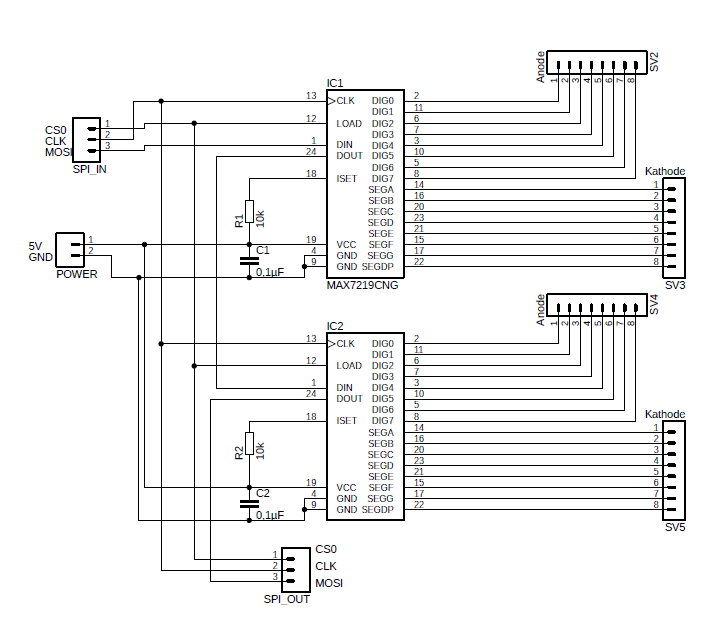 Anode
SV2
1 2 3 4 5 6 7 8
IC1
13 CLK DIG0 2
DIG1 11
12 LOAD DIG2 6
DIG3 7
1 DIN DIG4 3
24 DOUT DIG5 10
DIG6 5
18 ISET DIG7 8
SEGA 14
SEGB 16
SEGC 20
SEGD 23
SEGE 21
19 VCC SEGF 15
4 GND SEGG 17
9 GND SEGDP 22
MAX7219CNG
CS0 1
CLK 2
MOSI 3
SPI_IN
R1
10k
C1
0,1µF
5V 1
GND 2
POWER
Kathode
1
2
3
4
5
6
7
8
SV3
Anode
SV4
1 2 3 4 5 6 7 8
IC2
13 CLK DIG0 2
DIG1 11
12 LOAD DIG2 6
DIG3 7
1 DIN DIG4 3
24 DOUT DIG5 10
DIG6 5
18 ISET DIG7 8
SEGA 14
SEGB 16
SEGC 20
SEGD 23
SEGE 21
19 VCC SEGF 15
4 GND SEGG 17
9 GND SEGDP 22
MAX7219CNG
R2
10k
C2
0,1µF
Kathode
1
2
3
4
5
6
7
8
SV5
1 CS0
2 CLK
3 MOSI
SPI_OUT